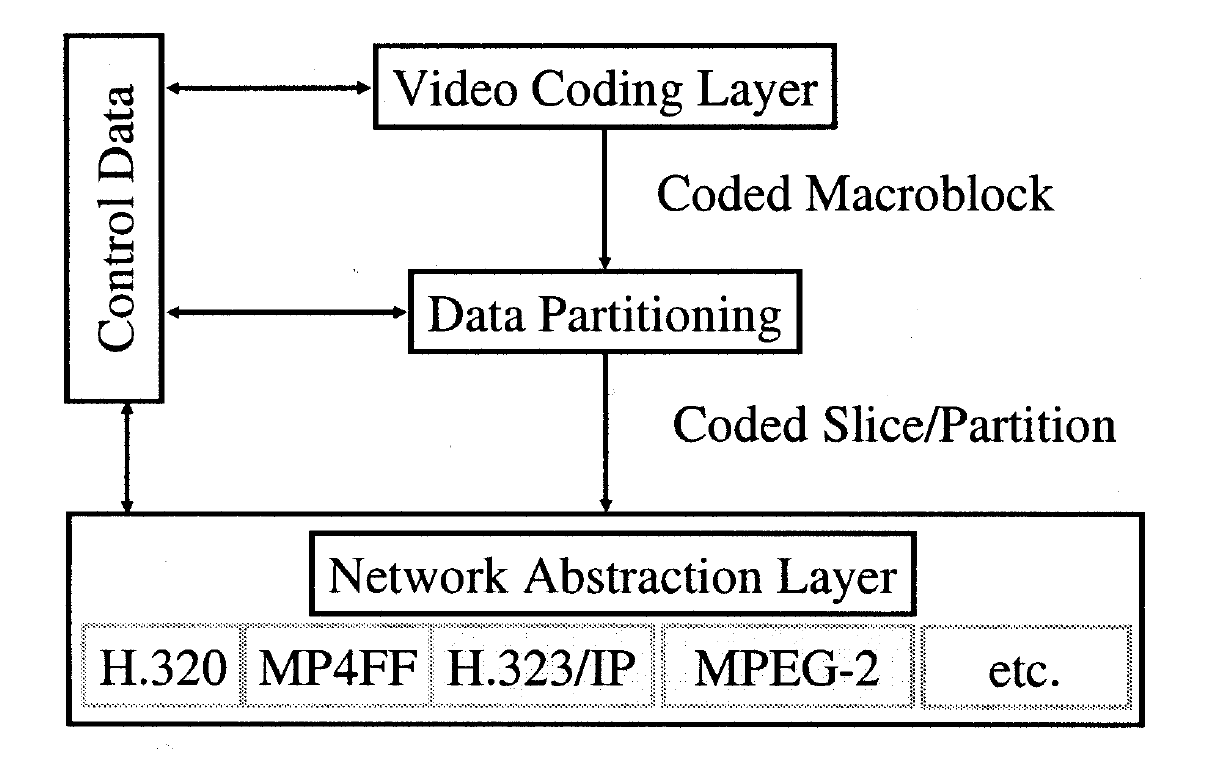 Control Data
Video Coding Layer
Coded Macroblock
Data Partitioning
Coded Slice/Partition
Network Abstraction Layer
H.320 MP4FF H.323/IP MPEG-2 etc.